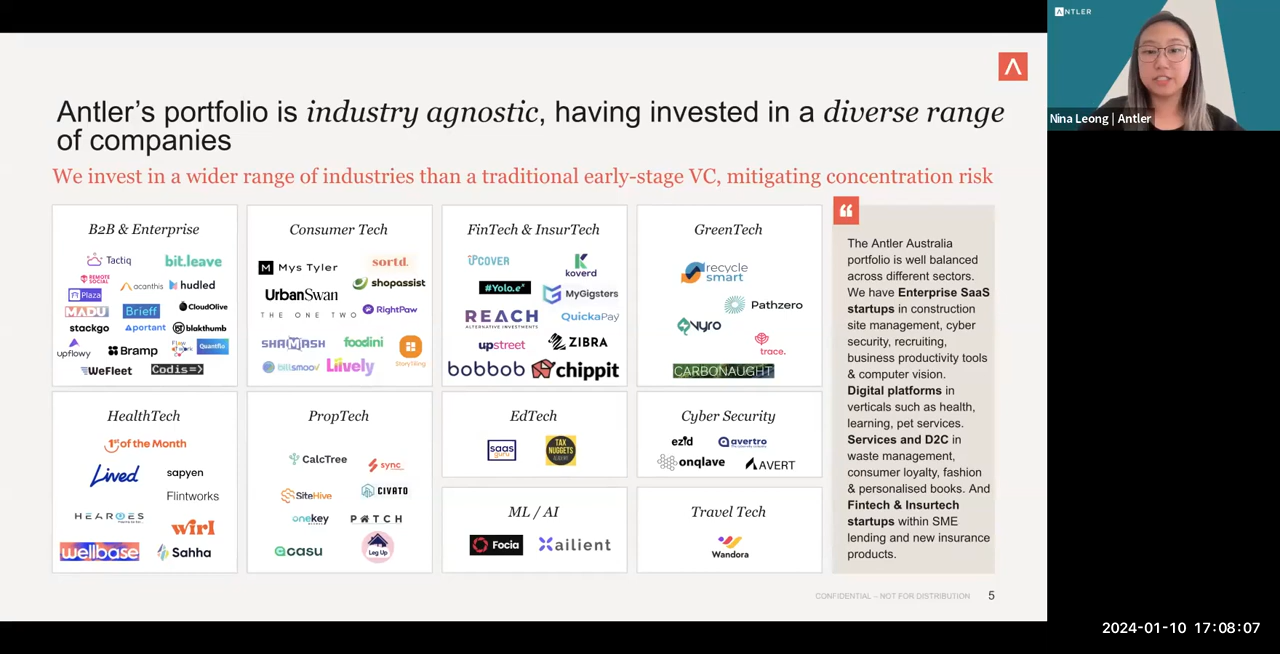 ANTLER
Nina Leong | Antler
Antler's portfolio is industry agnostic, having invested in a diverse range
of companies
We invest in a wider range of industries than a traditional early-stage VC, mitigating concentration risk
B2B & Enterprise
Tactiq
bit.leave
REMOTE SOCIAL
acanthis
hudled
Plaza
MADU
Brieff
CloudOlive
stackgo
aportant
blakthumb
upflowy
Bramp
Quantflo
WeFleet
Codis=>
Consumer Tech
Mys Tyler
sortd.
shopassist
UrbanSwan
THE ONE TWO
RightPaw
SHAMASH
foodini
billsmoov
Liively
StoryTiling
FinTech & InsurTech
UPCOVER
koverd
#Yolo.e
MyGigsters
REACH
ALTERNATIVE INVESTMENTS
QuickaPay
upstreet
ZIBRA
bobbob
chippit
GreenTech
recycle
smart
Pathzero
vyro
trace.
CARBONAUGHT
HealthTech
1st of the Month
Lived
sapyen
Flintworks
HEAROES
wirl
wellbase
Sahha
PropTech
CalcTree
sync
SiteHive
CIVATO
onekey
PATCH
casu
Leg Up
EdTech
saas
guru
TAX
NUGGETS
ACADEMY
Cyber Security
ezid
avertro
onqlave
AVERT
ML / AI
Focia
Xailient
Travel Tech
Wandora
The Antler Australia
portfolio is well balanced
across different sectors.
We have Enterprise SaaS
startups in construction
site management, cyber
security, recruiting,
business productivity tools
& computer vision.
Digital platforms in
verticals such as health,
learning, pet services.
Services and D2C in
waste management,
consumer loyalty, fashion
& personalised books. And
Fintech & Insurtech
startups within SME
lending and new insurance
products.
CONFIDENTIAL – NOT FOR DISTRIBUTION
5
2024-01-10 17:08:07